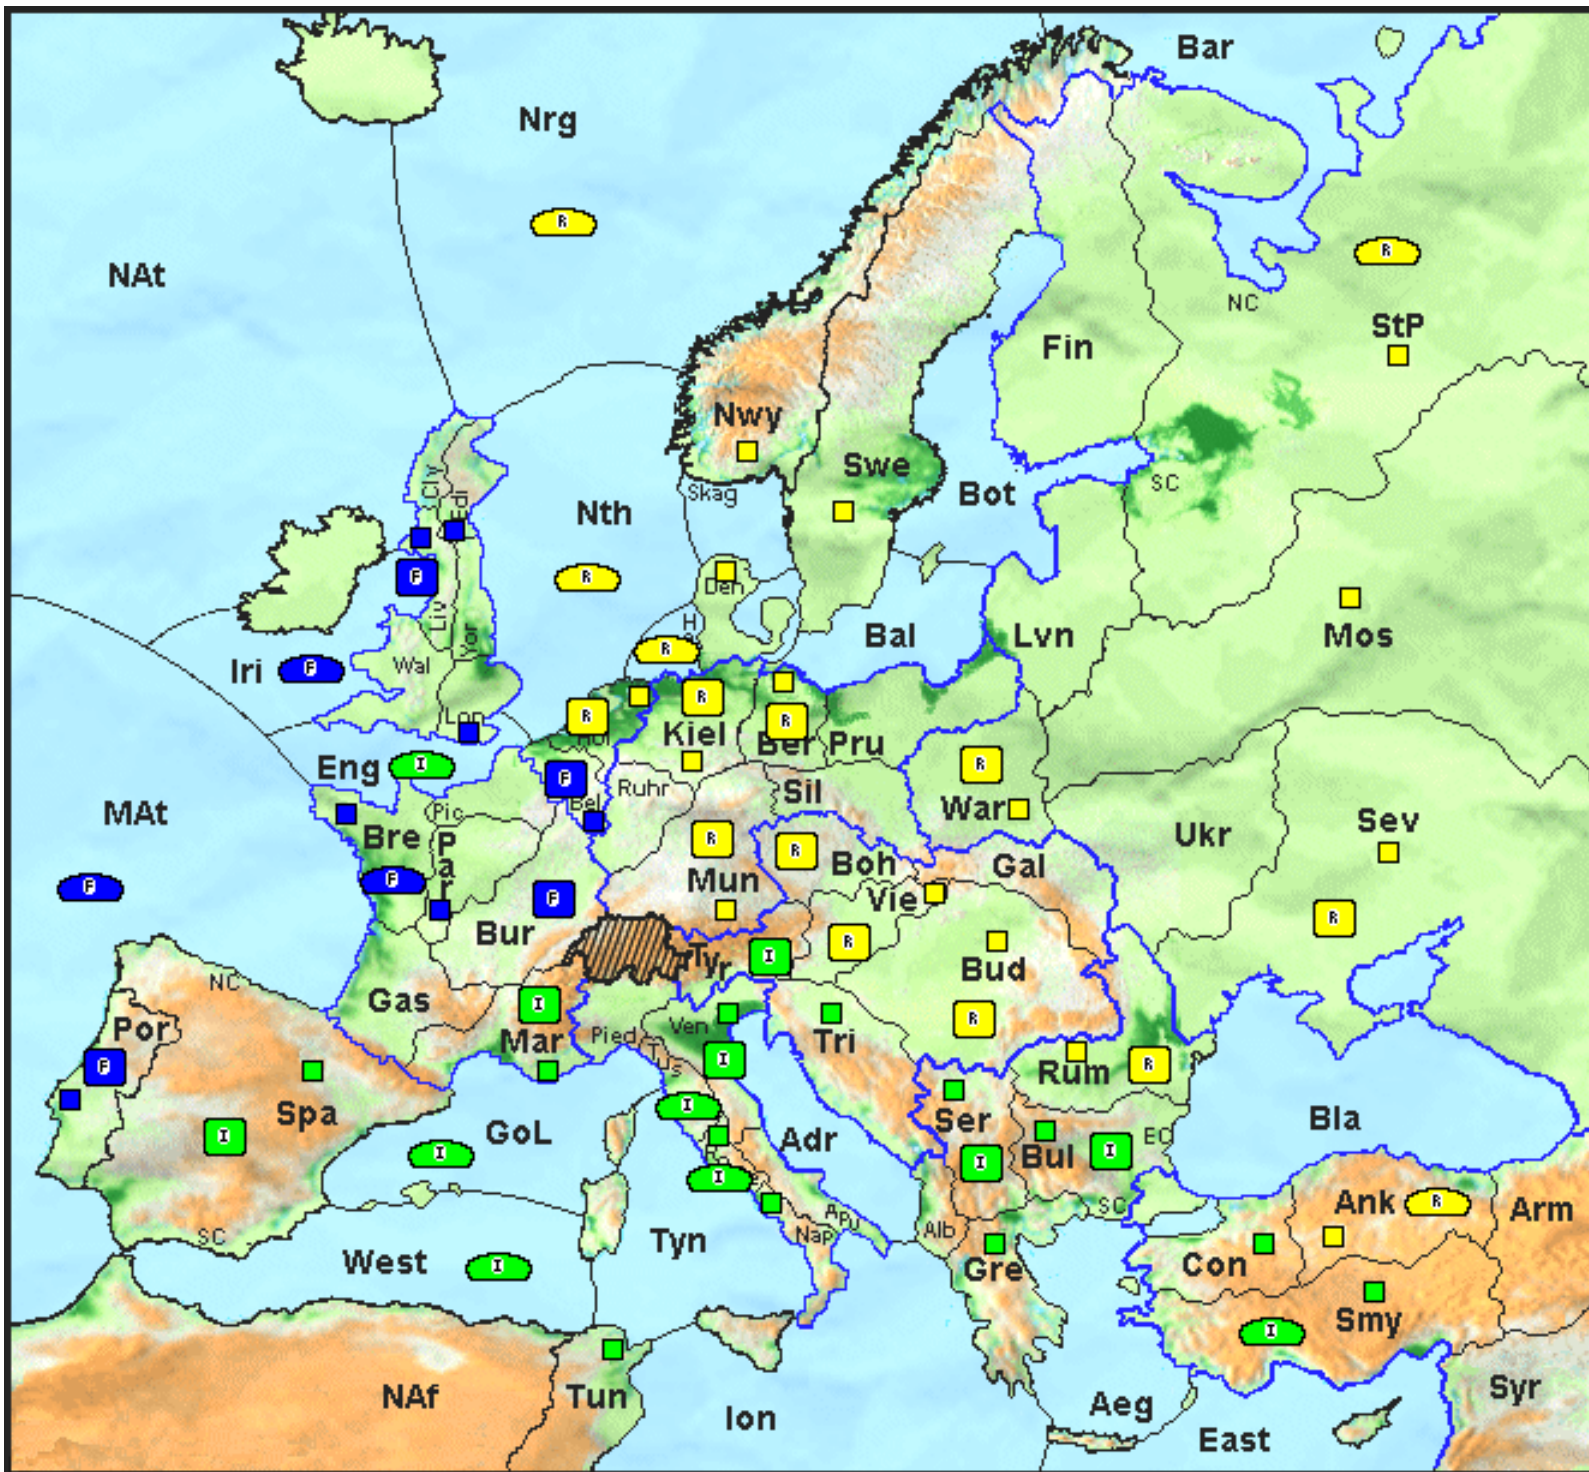 Bar
Nrg
R
R
NAt
NC
StP
Fin
Nwy
Swe
Cly
Edi
Skag
Bot
SC
Nth
R
F
Den
Liv
Yor
H
Bal
Lvn
Mos
Iri
F
Wal
R
Lon
R
R
R
Hol
Kiel
Ber
Pru
Eng
I
F
Ruhr
R
Sil
War
MAt
Bre
Pic
Bel
Par
R
R
Boh
Gal
Ukr
Sev
F
F
F
Mun
Vie
R
Bur
Tyr
I
R
Bud
NC
Gas
I
R
Por
F
Mar
Pied
Ven
Tri
Tus
I
Rum
R
Spa
I
GoL
I
I
Adr
Ser
Bul
I
EC
Bla
I
I
SC
West
I
Tyn
Apu
Nap
Alb
Gre
SC
Con
Ank
R
Arm
Smy
I
NAf
Tun
Ion
Aeg
East
Syr